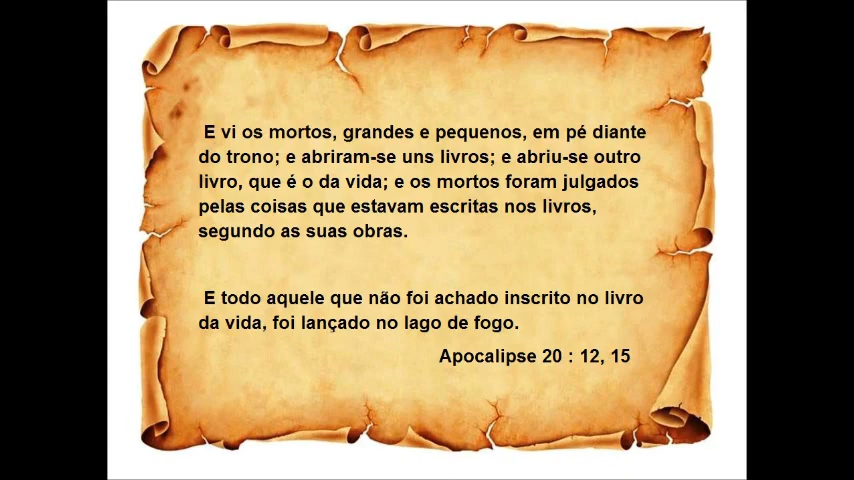 E vi os mortos, grandes e pequenos, em pé diante
do trono; e abriram-se uns livros; e abriu-se outro
livro, que é o da vida; e os mortos foram julgados
pelas coisas que estavam escritas nos livros,
segundo as suas obras.
E todo aquele que não foi achado inscrito no livro
da vida, foi lançado no lago de fogo.
Apocalipse 20 : 12, 15